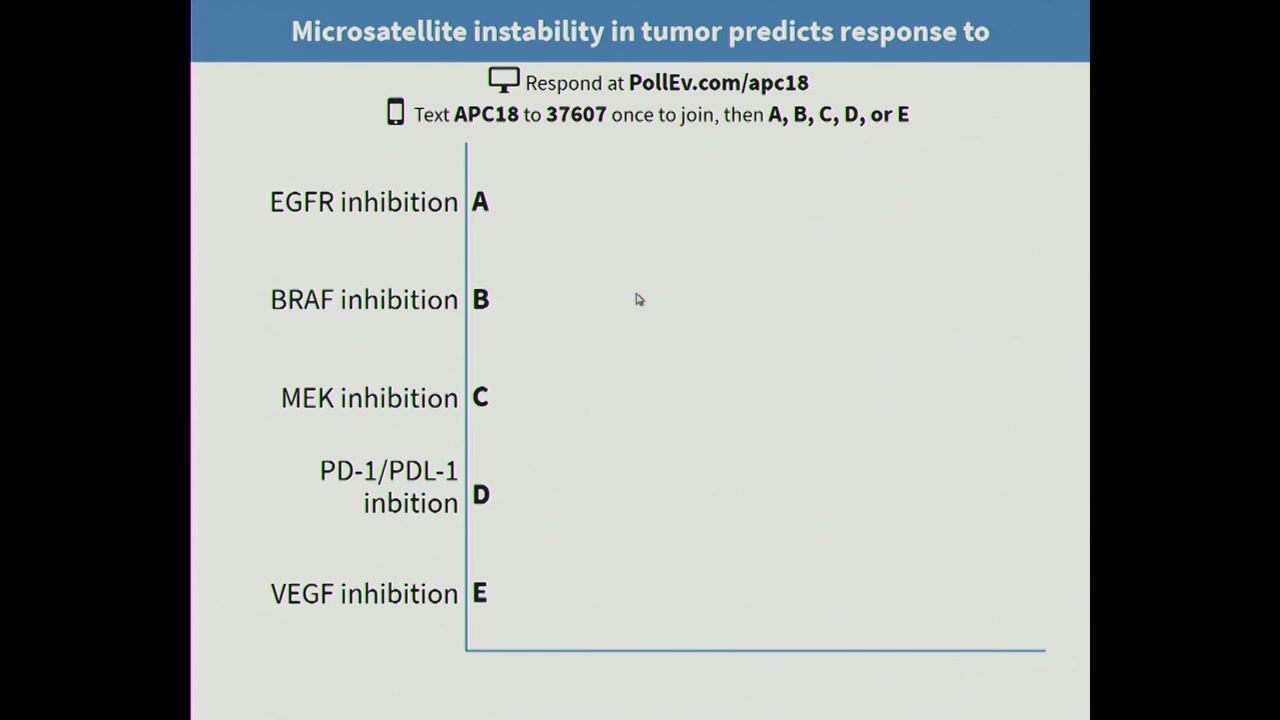 Microsatellite instability in tumor predicts response to
Respond at PollEv.com/apc18
Text APC18 to 37607 once to join, then A, B, C, D, or E
EGFR inhibition A
BRAF inhibition B
MEK inhibition C
PD-1/PDL-1
inbition D
VEGF inhibition E